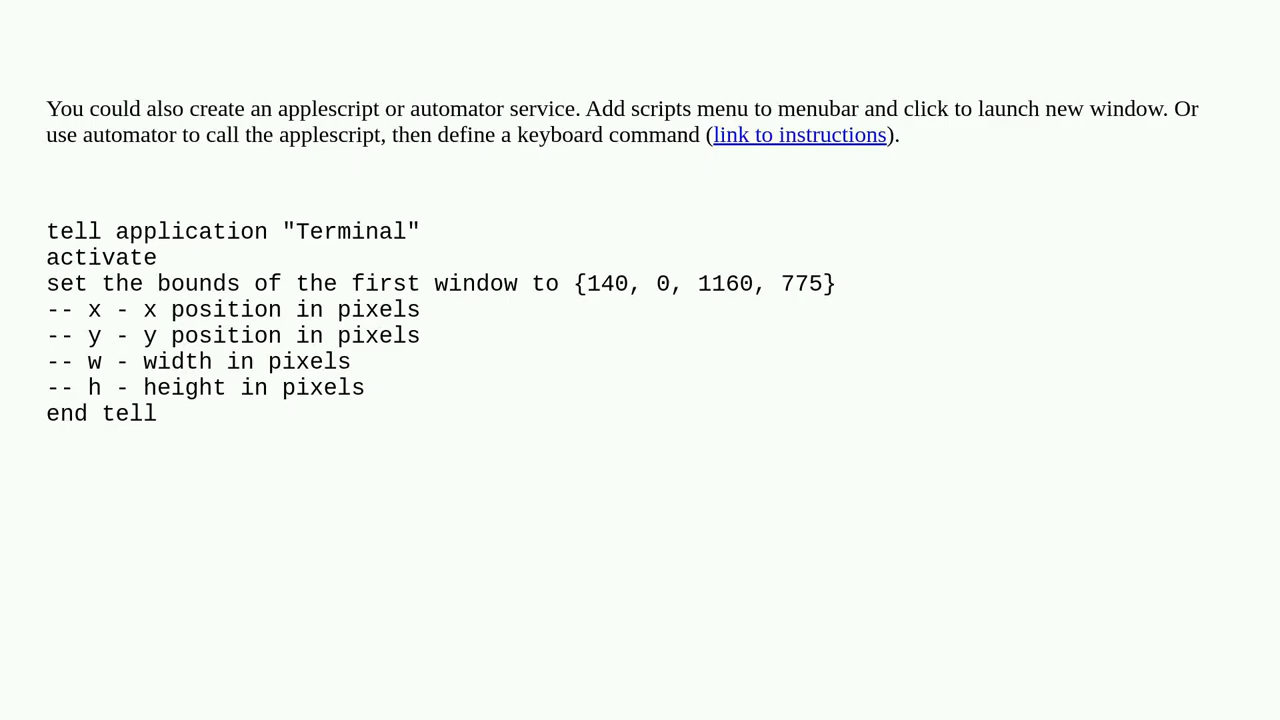 You could also create an applescript or automator service. Add scripts menu to menubar and click to launch new window. Or
use automator to call the applescript, then define a keyboard command (link to instructions).
tell application "Terminal"
activate
set the bounds of the first window to {140, 0, 1160, 775}
-- x - x position in pixels
-- y - y position in pixels
-- w - width in pixels
-- h - height in pixels
end tell